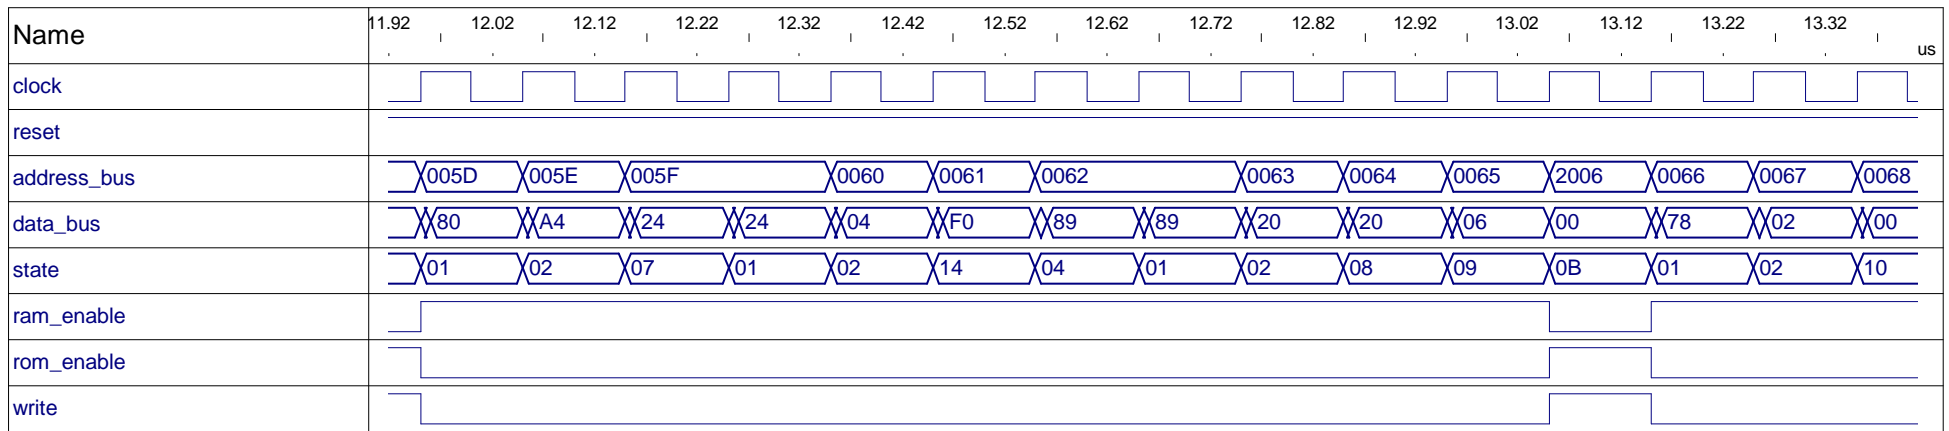 Name 11.92 12.02 12.12 12.22 12.32 12.42 12.52 12.62 12.72 12.82 12.92 13.02 13.12 13.22 13.32 us
clock
reset
address_bus 005D 005E 005F 0060 0061 0062 0063 0064 0065 2006 0066 0067 0068
data_bus 80 A4 24 24 04 F0 89 89 20 20 06 00 78 02 00
state 01 02 07 01 02 14 04 01 02 08 09 0B 01 02 10
ram_enable
rom_enable
write